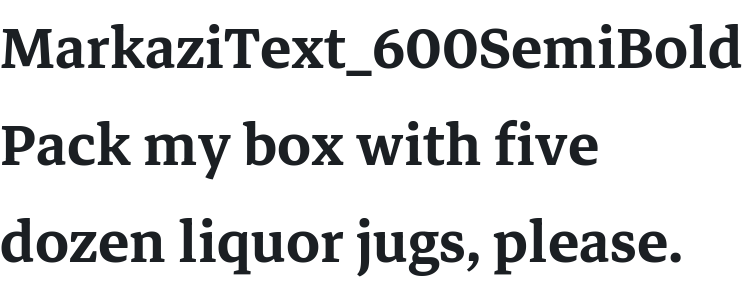 MarkaziText_600SemiBold
Pack my box with five
dozen liquor jugs, please.